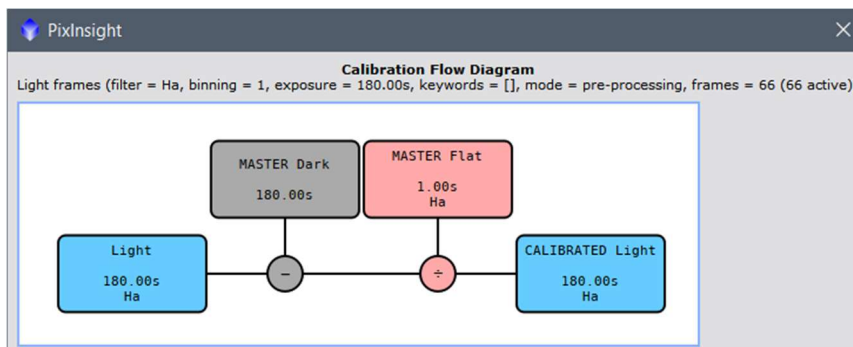 PixInsight
Calibration Flow Diagram
Light frames (filter = Ha, binning = 1, exposure = 180.00s, keywords = [], mode = pre-processing, frames = 66 (66 active)
MASTER Dark
180.00s
MASTER Flat
1.00s
Ha
Light
180.00s
Ha
−
÷
CALIBRATED Light
180.00s
Ha